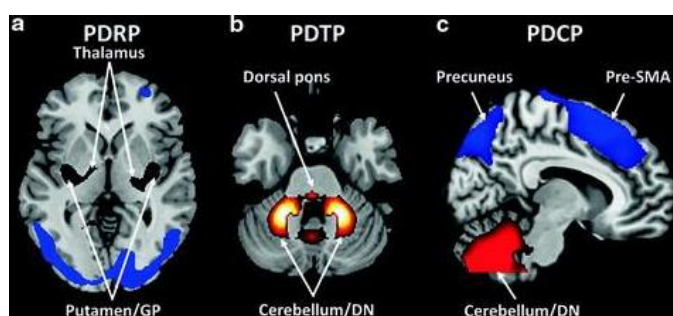 a PDRP
Thalamus
Putamen/GP
b PDTP
Dorsal pons
Cerebellum/DN
c PDCP
Precuneus Pre-SMA
Cerebellum/DN